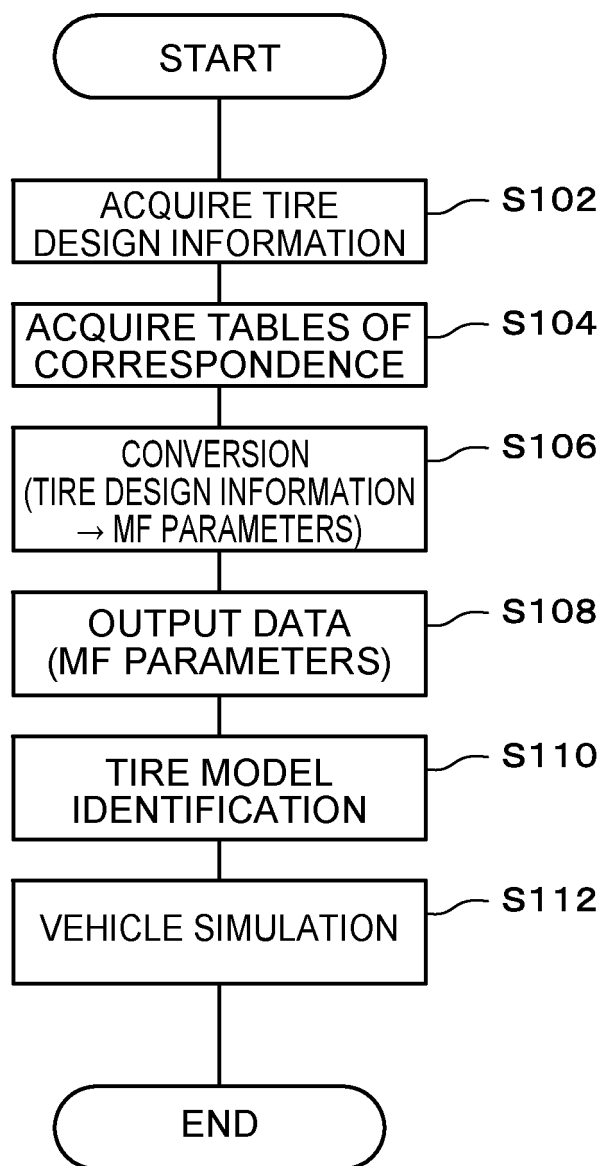 START
ACQUIRE TIRE
DESIGN INFORMATION
S102
ACQUIRE TABLES OF
CORRESPONDENCE
S104
CONVERSION
(TIRE DESIGN INFORMATION
→ MF PARAMETERS)
S106
OUTPUT DATA
(MF PARAMETERS)
S108
TIRE MODEL
IDENTIFICATION
S110
VEHICLE SIMULATION
S112
END